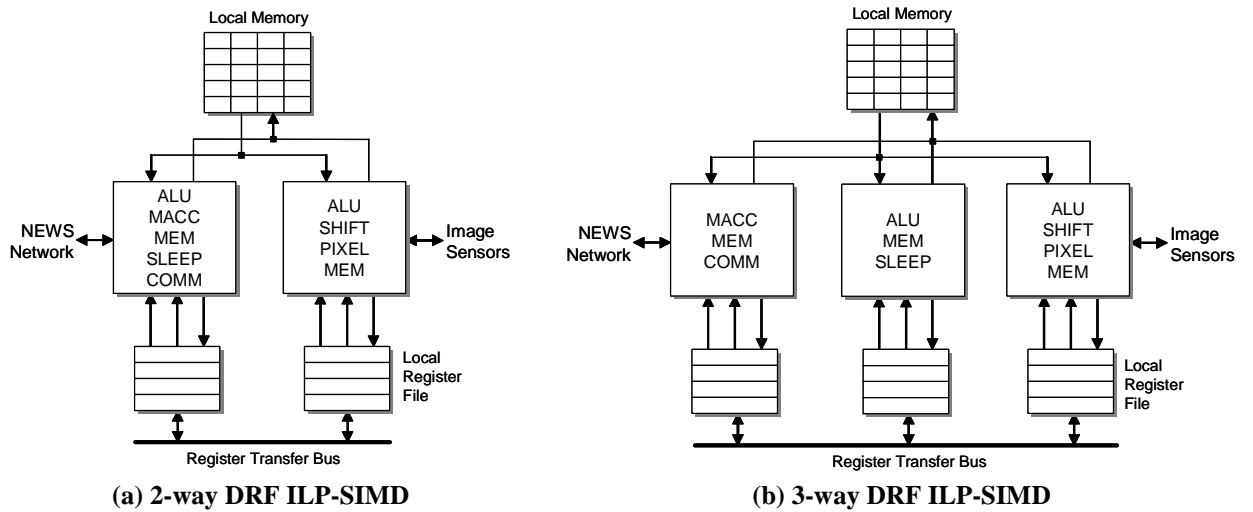 Local Memory
ALU
MACC
MEM
SLEEP
COMM
ALU
SHIFT
PIXEL
MEM
NEWS
Network
Image
Sensors
Local
Register
File
Register Transfer Bus
(a) 2-way DRF ILP-SIMD
Local Memory
MACC
MEM
COMM
ALU
MEM
SLEEP
ALU
SHIFT
PIXEL
MEM
NEWS
Network
Image
Sensors
Local
Register
File
Register Transfer Bus
(b) 3-way DRF ILP-SIMD